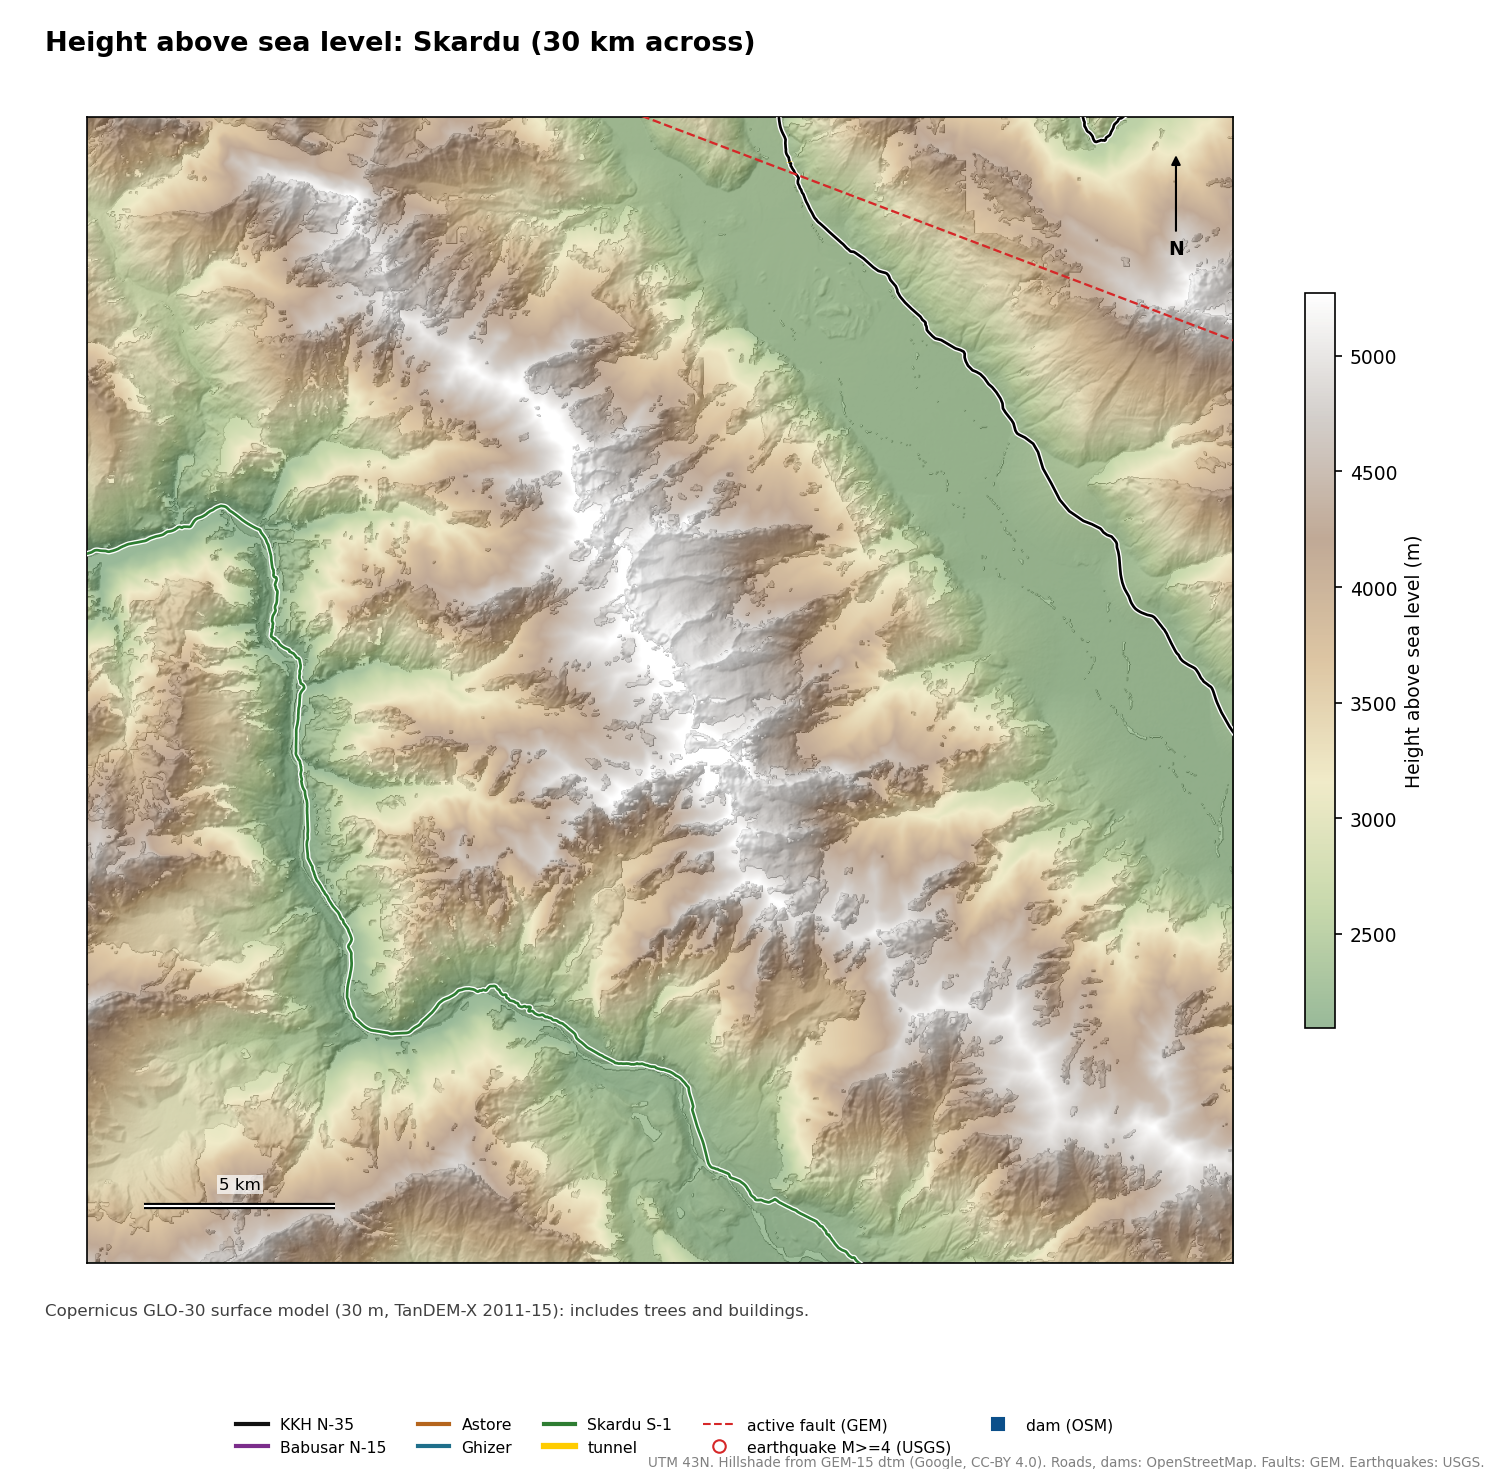 Height above sea level: Skardu (30 km across)
N
5000
4500
4000
3500
3000
2500
Height above sea level (m)
5 km
Copernicus GLO-30 surface model (30 m, TanDEM-X 2011-15): includes trees and buildings.
KKH N-35 Astore Skardu S-1 active fault (GEM) dam (OSM)
Babusar N-15 Ghizer tunnel earthquake M>=4 (USGS)
UTM 43N. Hillshade from GEM-15 dtm (Google, CC-BY 4.0). Roads, dams: OpenStreetMap. Faults: GEM. Earthquakes: USGS.